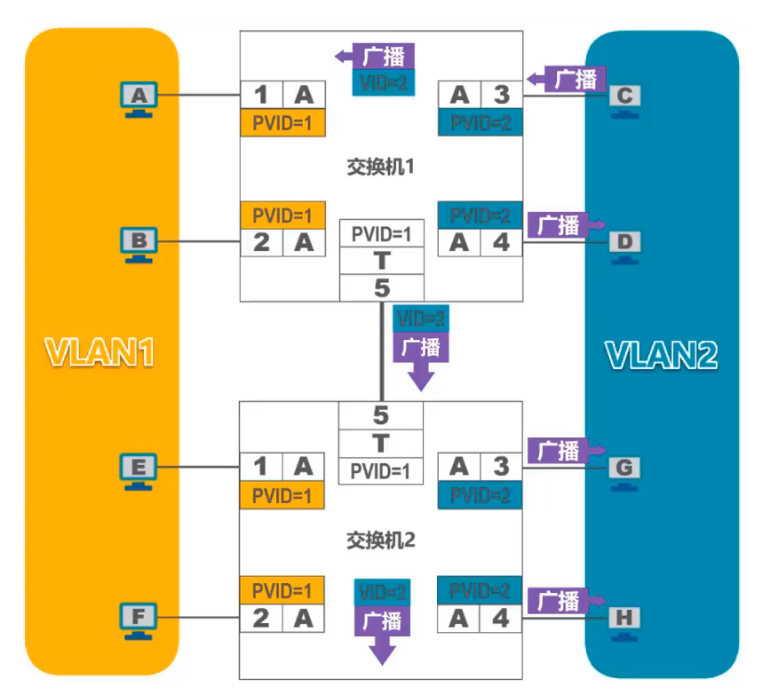 广播
VID=2
广播
A
1 A
A 3
C
PVID=1
PVID=2
交换机1
PVID=1
PVID=2
广播
B
2 A
PVID=1
A 4
D
T
5
VID=2
广播
VLAN1
VLAN2
5
T
广播
E
1 A
PVID=1
A 3
G
PVID=1
PVID=2
交换机2
PVID=1
VID=2
PVID=2
广播
F
2 A
广播
A 4
H